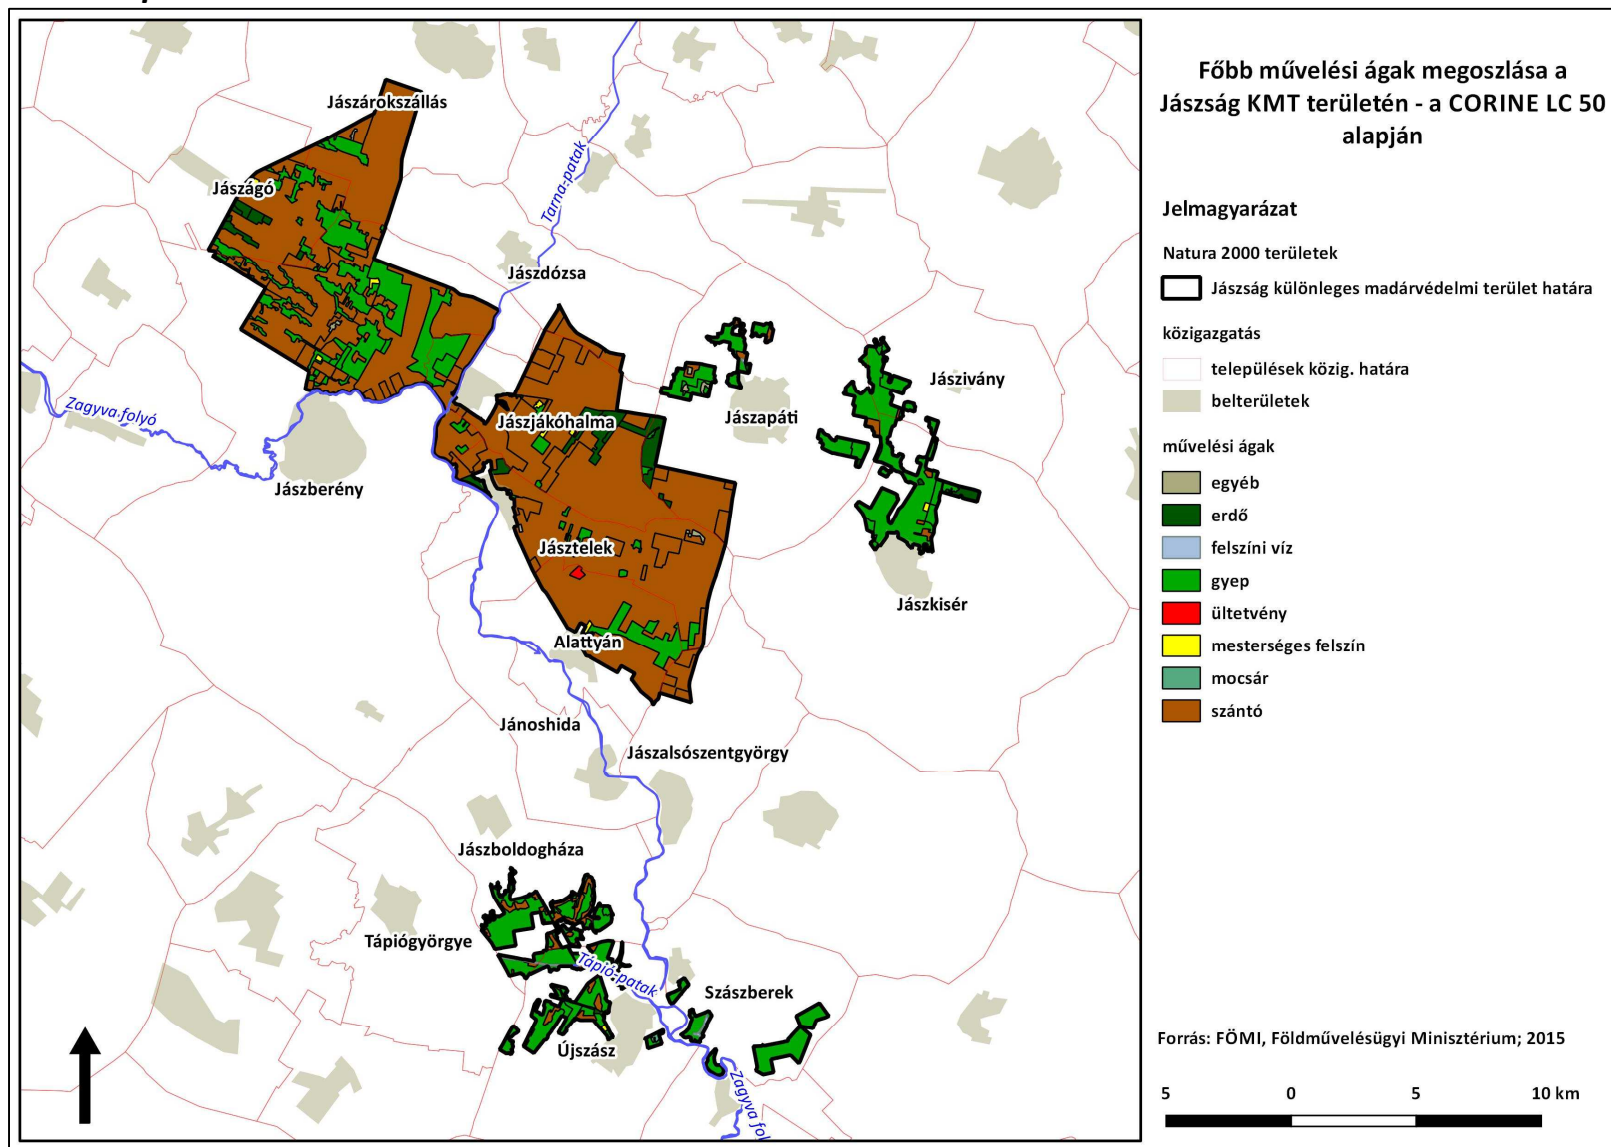 Főbb művelési ágak megoszlása a
Jászság KMT területén - a CORINE LC 50
alapján
Jelmagyarázat
Natura 2000 területek
Jászság különleges madárvédelmi terület határa
közigazgatás
települések közig. határa
belterületek
művelési ágak
egyéb
erdő
felszíni víz
gyep
ültetvény
mesterséges felszín
mocsár
szántó
Forrás: FÖMI, Földművelésügyi Minisztérium; 2015
5 0 5 10 km
Jászárokszállás
Jászágó
Tarna-patak
Jászdózsa
Zagyva-folyó
Jászberény
Jászjákóhalma
Jászapáti
Jászivány
Jásztelek
Jászkisér
Alattyán
Jánoshida
Jászalsószentgyörgy
Jászboldogháza
Tápiógyörgye
Tápió-patak
Szászberek
Újszász
Zagyva fol